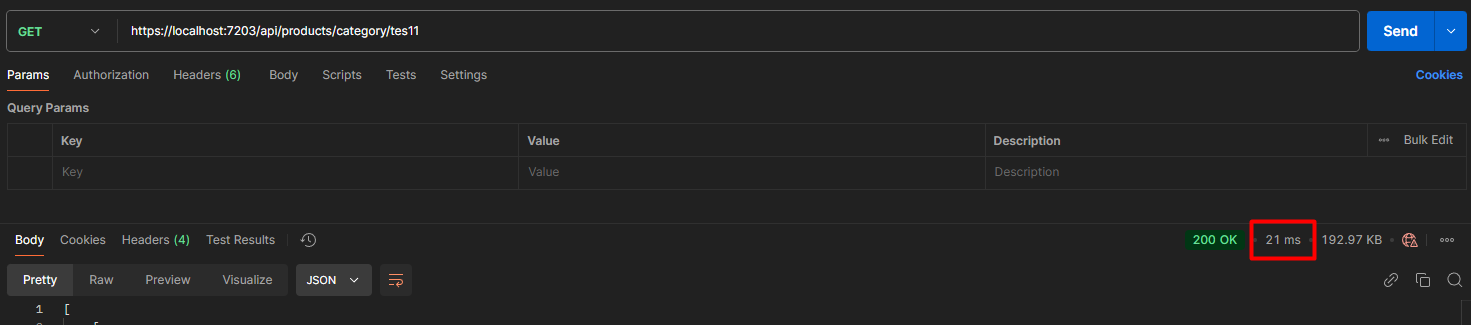 GET https://localhost:7203/api/products/category/tes11 Send
Params Authorization Headers (6) Body Scripts Tests Settings Cookies
Query Params
Key Value Description Bulk Edit
Key Value Description
Body Cookies Headers (4) Test Results 200 OK • 21 ms • 192.97 KB •
Pretty Raw Preview Visualize JSON
1 [